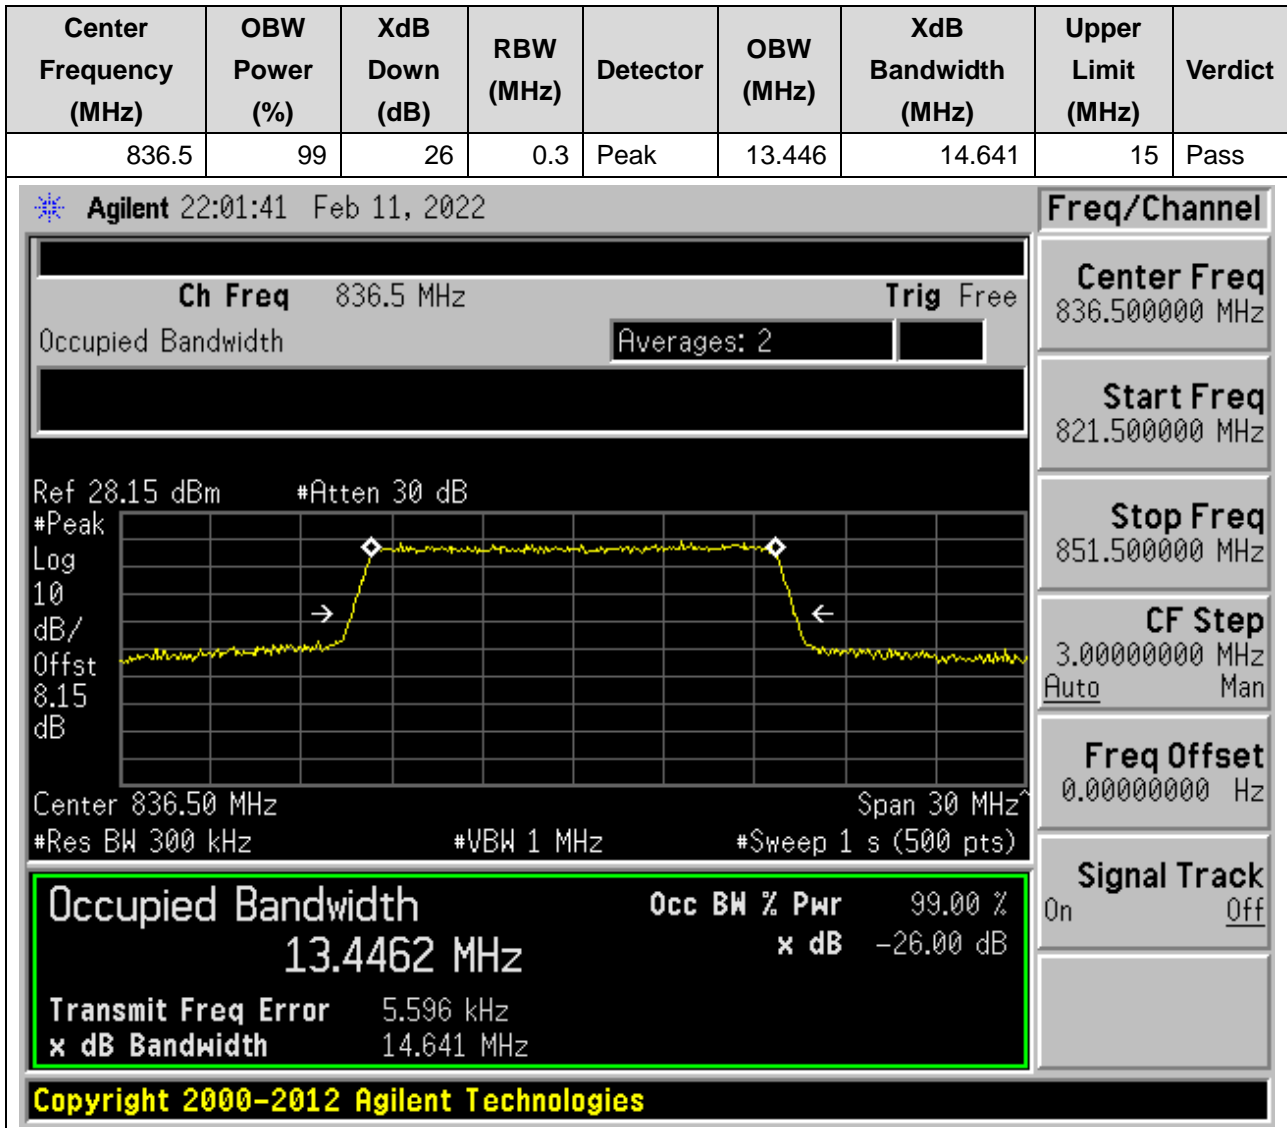 Center Frequency (MHz) OBW Power (%) XdB Down (dB) RBW (MHz) Detector OBW (MHz) XdB Bandwidth (MHz) Upper Limit (MHz) Verdict
836.5 99 26 0.3 Peak 13.446 14.641 15 Pass
Agilent 22:01:41 Feb 11, 2022
Freq/Channel
Ch Freq 836.5 MHz Trig Free
Occupied Bandwidth Averages: 2
Center Freq
836.500000 MHz
Start Freq
821.500000 MHz
Stop Freq
851.500000 MHz
CF Step
3.00000000 MHz
Auto Man
Freq Offset
0.00000000 Hz
Signal Track
On Off
Ref 28.15 dBm #Atten 30 dB
#Peak
Log
10
dB/
Offst
8.15
dB
Center 836.50 MHz Span 30 MHz^
#Res BW 300 kHz #VBW 1 MHz #Sweep 1 s (500 pts)
Occupied Bandwidth Occ BW % Pwr 99.00 %
13.4462 MHz x dB -26.00 dB
Transmit Freq Error 5.596 kHz
x dB Bandwidth 14.641 MHz
Copyright 2000-2012 Agilent Technologies